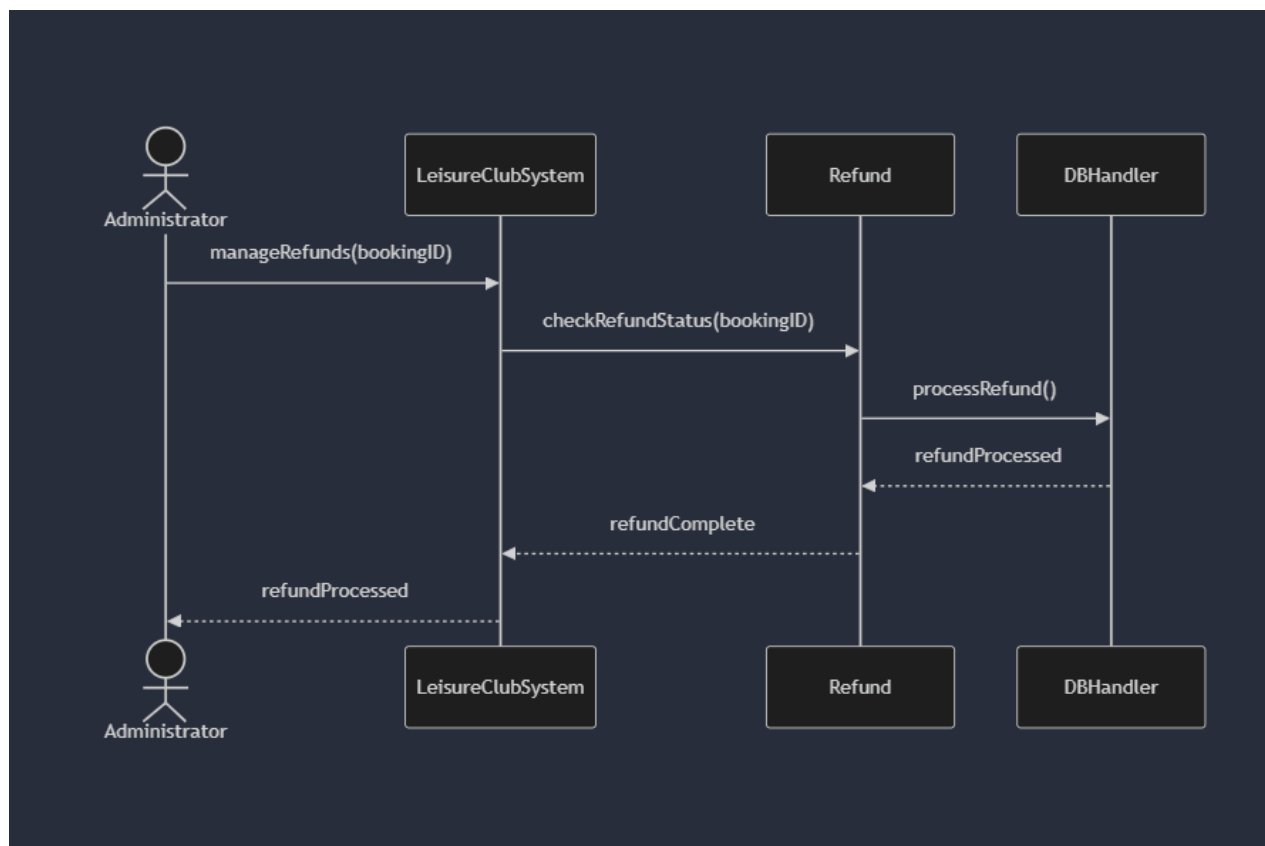 LeisureClubSystem
Refund
DBHandler
Administrator
manageRefunds(bookingID)
checkRefundStatus(bookingID)
processRefund()
refundProcessed
refundComplete
refundProcessed
LeisureClubSystem
Refund
DBHandler
Administrator